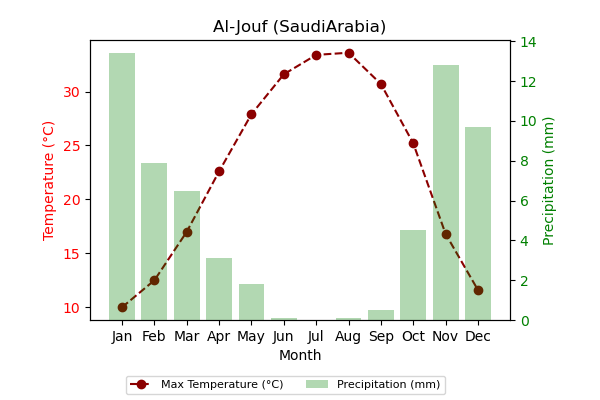 Al-Jouf (SaudiArabia)
Temperature (°C)
30
25
20
15
10
14
12
10
8
6
4
2
0
Precipitation (mm)
Jan Feb Mar Apr May Jun Jul Aug Sep Oct Nov Dec
Month
Max Temperature (°C) Precipitation (mm)